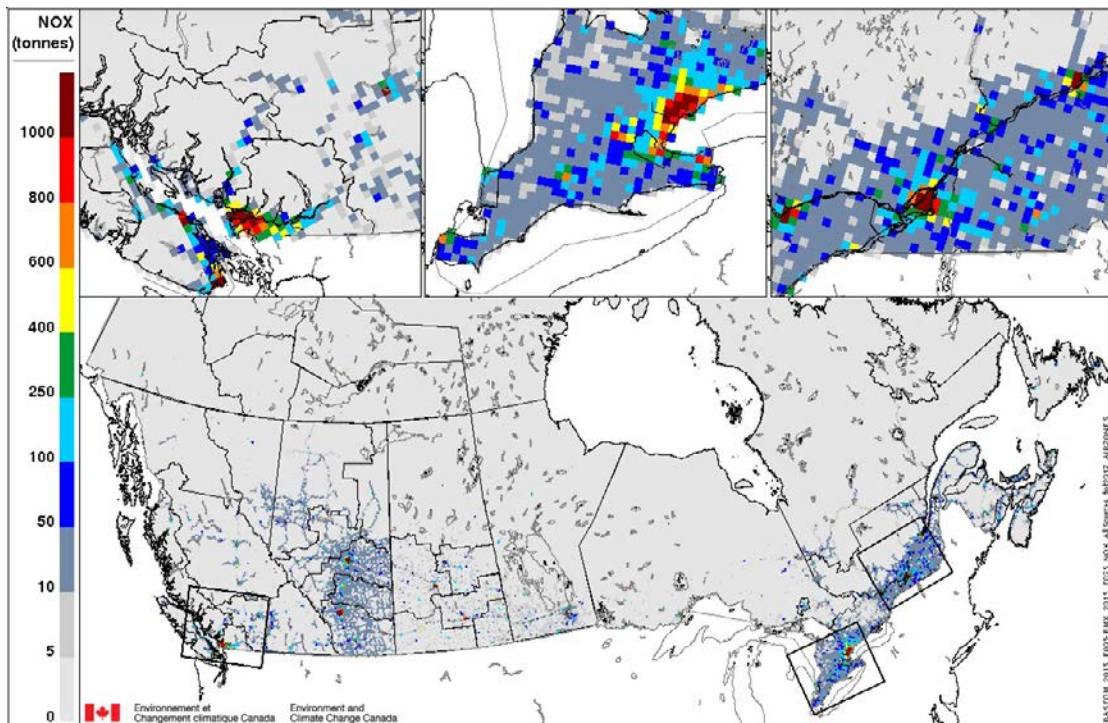 NOX
(tonnes)
1000
800
600
400
250
100
50
10
5
0
Environnement et
Changement climatique Canada
Environment and
Climate Change Canada